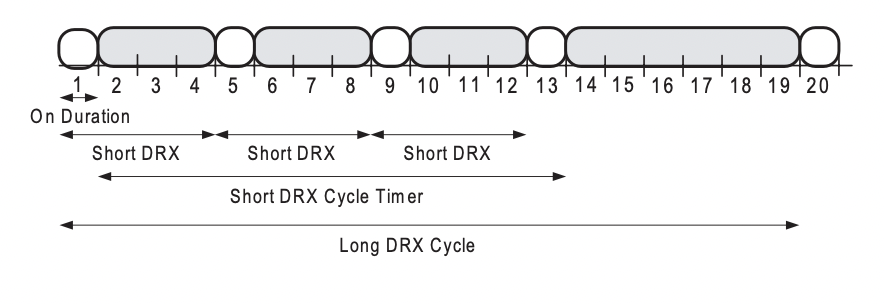 1 2 3 4 5 6 7 8 9 10 11 12 13 14 15 16 17 18 19 20
On Duration
Short DRX Short DRX Short DRX
Short DRX Cycle Timer
Long DRX Cycle